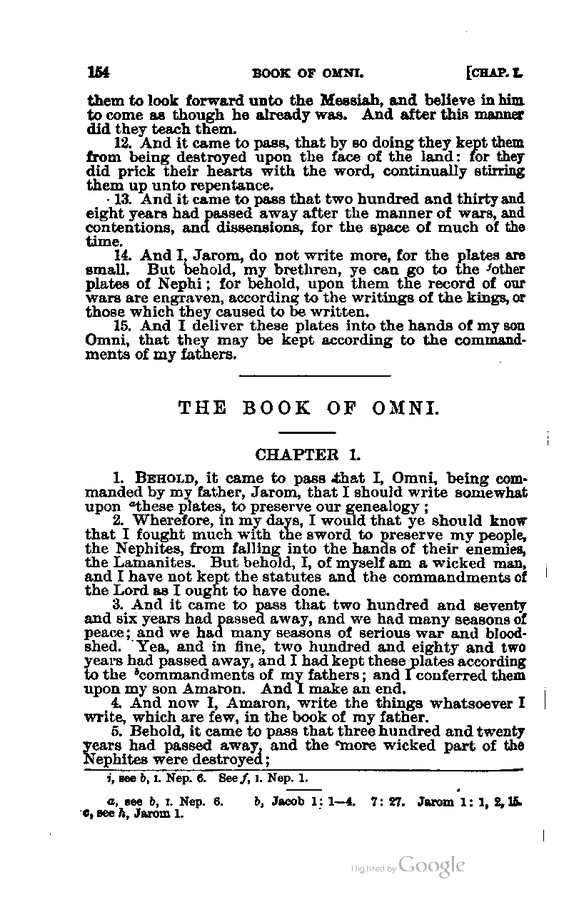 154 BOOK OF OMNI. [CHAP. I.
them to look forward unto the Messiah, and believe in him
to come as though he already was. And after this manner
did they teach them.
12. And it came to pass, that by so doing they kept them
from being destroyed upon the face of the land: for they
did prick their hearts with the word, continually stirring
them up unto repentance.
13. And it came to pass that two hundred and thirty and
eight years had passed away after the manner of wars, and
contentions, and dissensions, for the space of much of the
time.
14. And I, Jarom, do not write more, for the plates are
small. But behold, my brethren, ye can go to the ⁱother
plates of Nephi; for behold, upon them the record of our
wars are engraven, according to the writings of the kings, or
those which they caused to be written.
15. And I deliver these plates into the hands of my son
Omni, that they may be kept according to the command-
ments of my fathers.
THE BOOK OF OMNI.
CHAPTER 1.
1. BEHOLD, it came to pass that I, Omni, being com-
manded by my father, Jarom, that I should write somewhat
upon ᵃthese plates, to preserve our genealogy;
2. Wherefore, in my days, I would that ye should know
that I fought much with the sword to preserve my people,
the Nephites, from falling into the hands of their enemies,
the Lamanites. But behold, I, of myself am a wicked man,
and I have not kept the statutes and the commandments of
the Lord as I ought to have done.
3. And it came to pass that two hundred and seventy
and six years had passed away, and we had many seasons of
peace; and we had many seasons of serious war and blood-
shed. Yea, and in fine, two hundred and eighty and two
years had passed away, and I had kept these plates according
to the ᵇcommandments of my fathers; and I conferred them
upon my son Amaron. And I make an end.
4. And now I, Amaron, write the things whatsoever I
write, which are few, in the book of my father.
5. Behold, it came to pass that three hundred and twenty
years had passed away, and the ᶜmore wicked part of the
Nephites were destroyed;
i, see b, I. Nep. 6. See f, I. Nep. 1.
a, see b, I. Nep. 6. b, Jacob 1: 1—4. 7: 27. Jarom 1: 1, 2, 15.
c, see h, Jarom 1.
Digitized by Google